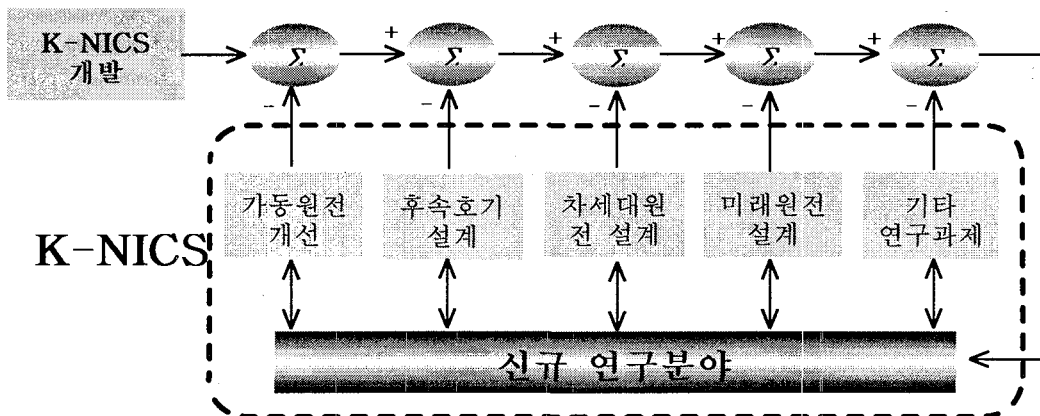 K-NICS
개발
Σ
+
Σ
+
Σ
+
Σ
+
Σ
−
−
−
−
−
K-NICS
가동원전
개선
후속호기
설계
차세대원
전 설계
미래원전
설계
기타
연구과제
신규 연구분야